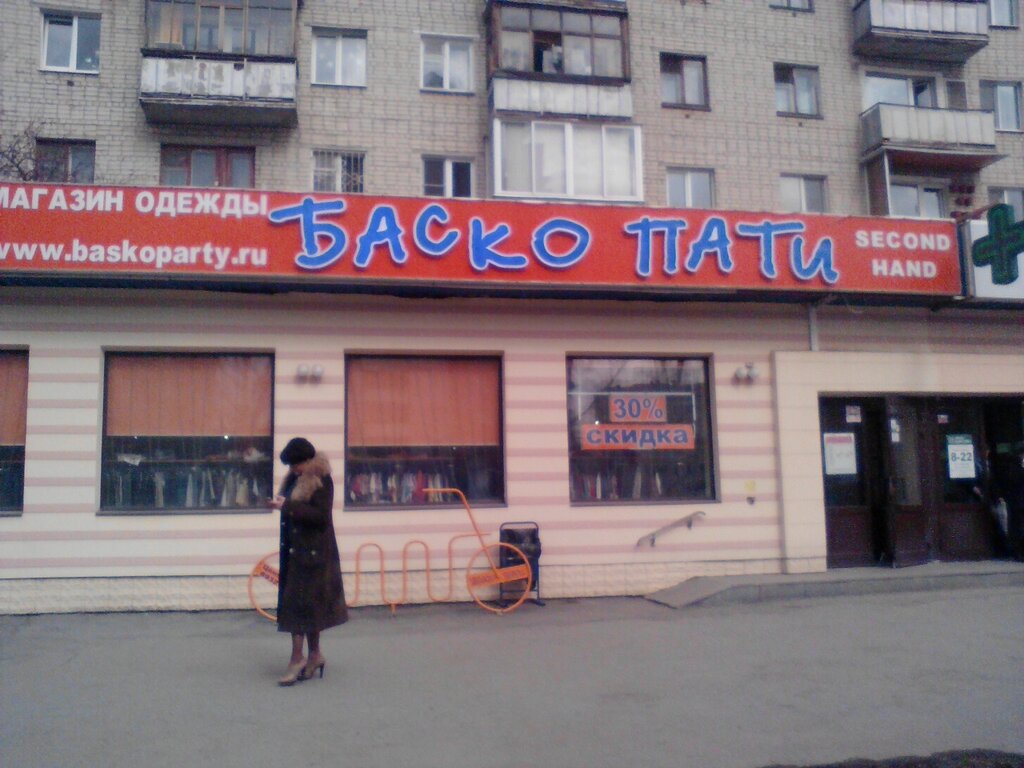 МАГАЗИН ОДЕЖДЫ
www.baskoparty.ru
БАСКО ПАТИ
SECOND
HAND
30%
скидка
8-22